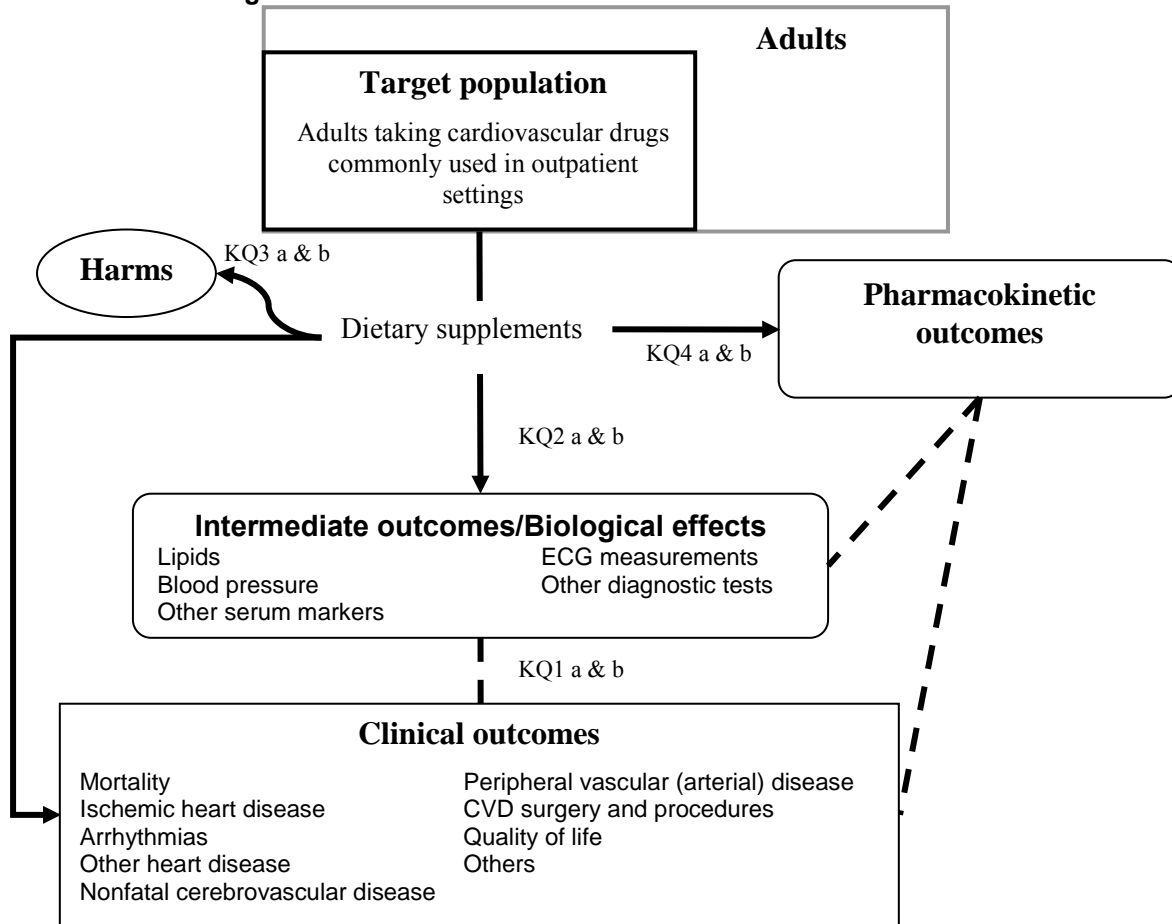 Adults
Target population
Adults taking cardiovascular drugs
commonly used in outpatient
settings
KQ3 a & b
Harms
Pharmacokinetic
outcomes
Dietary supplements
KQ4 a & b
KQ2 a & b
Intermediate outcomes/Biological effects
Lipids
Blood pressure
Other serum markers
ECG measurements
Other diagnostic tests
KQ1 a & b
Clinical outcomes
Mortality
Ischemic heart disease
Arrhythmias
Other heart disease
Nonfatal cerebrovascular disease
Peripheral vascular (arterial) disease
CVD surgery and procedures
Quality of life
Others